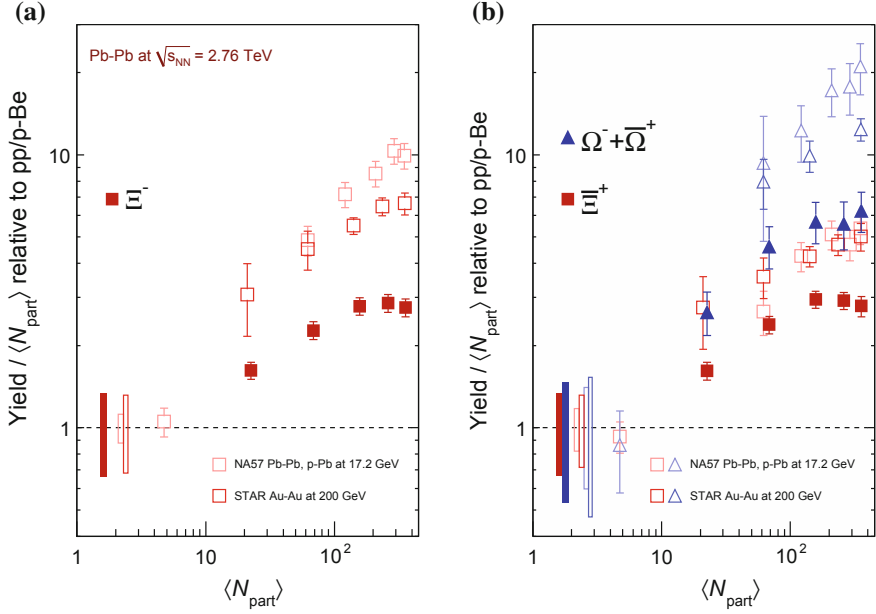 (a)
Yield / ⟨N_part⟩ relative to pp/p-Be
Pb-Pb at √s_NN = 2.76 TeV
10
1
Ξ⁻
NA57 Pb-Pb, p-Pb at 17.2 GeV
STAR Au-Au at 200 GeV
1 10 10²
⟨N_part⟩
(b)
Yield / ⟨N_part⟩ relative to pp/p-Be
10
1
Ω⁻+Ω̅⁺
Ξ̅⁺
NA57 Pb-Pb, p-Pb at 17.2 GeV
STAR Au-Au at 200 GeV
1 10 10²
⟨N_part⟩